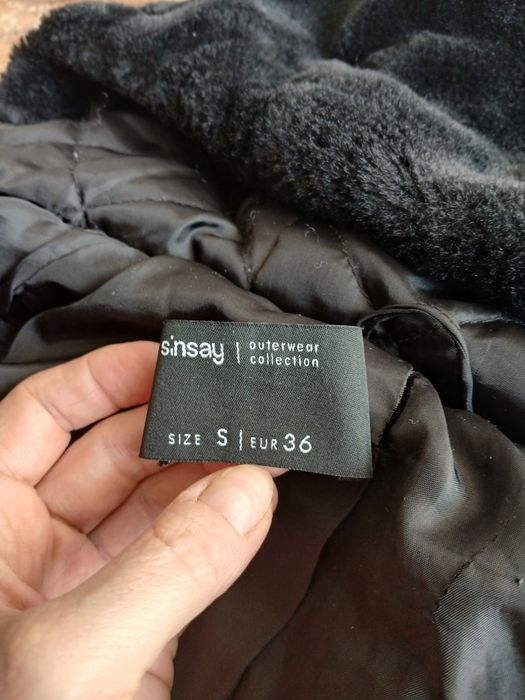 sinsay | outerwear
collection
SIZE S | EUR 36